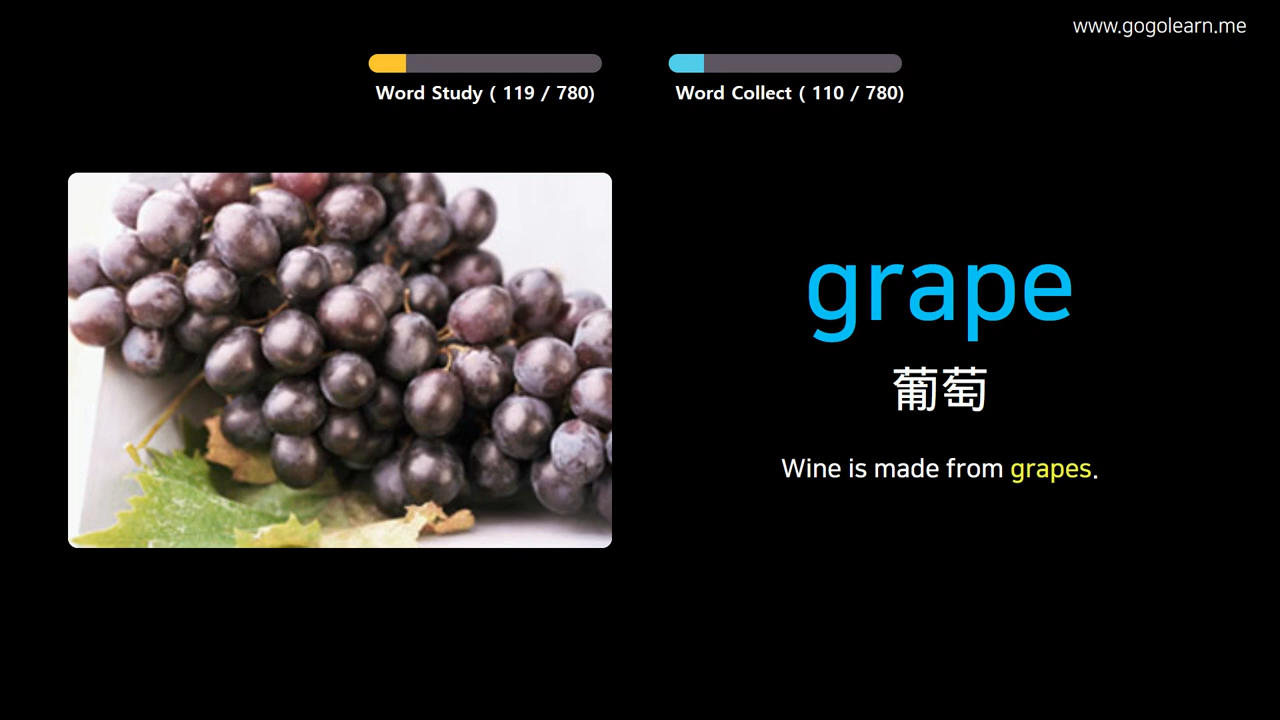 www.gogolearn.me
Word Study ( 119 / 780)
Word Collect ( 110 / 780)
grape
葡萄
Wine is made from grapes.